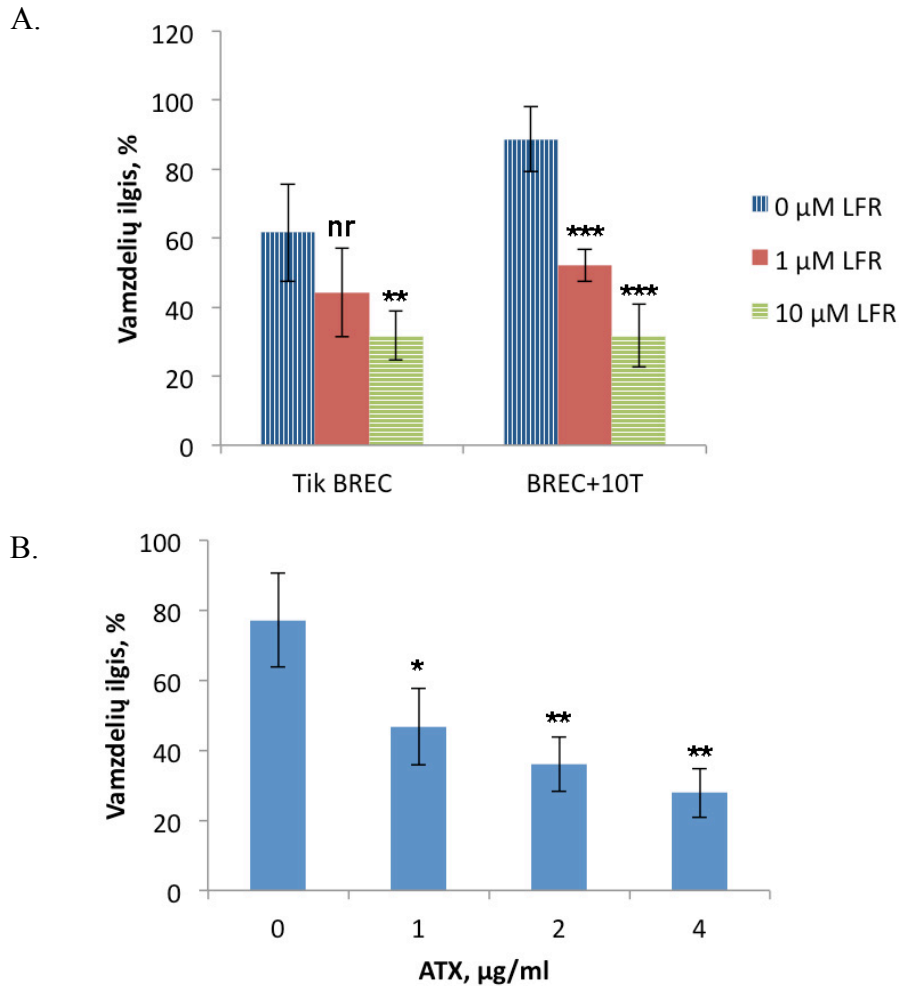 A.
120
100
80
60
40
20
0
Vamzdelių ilgis, %
nr
**
***
***
Tik BREC
BREC+10T
0 µM LFR
1 µM LFR
10 µM LFR
B.
100
80
60
40
20
0
Vamzdelių ilgis, %
*
**
**
0 1 2 4
ATX, µg/ml